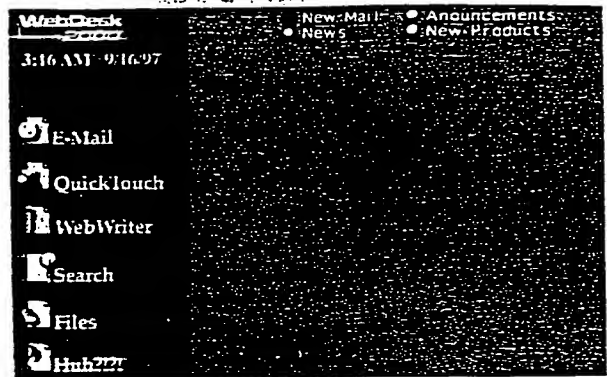 WebDesk
2000
New Mail
Anouncements
News
New Products
3:16 AM 9/16/97
E-Mail
QuickTouch
WebWriter
Search
Files
Hub?!?!